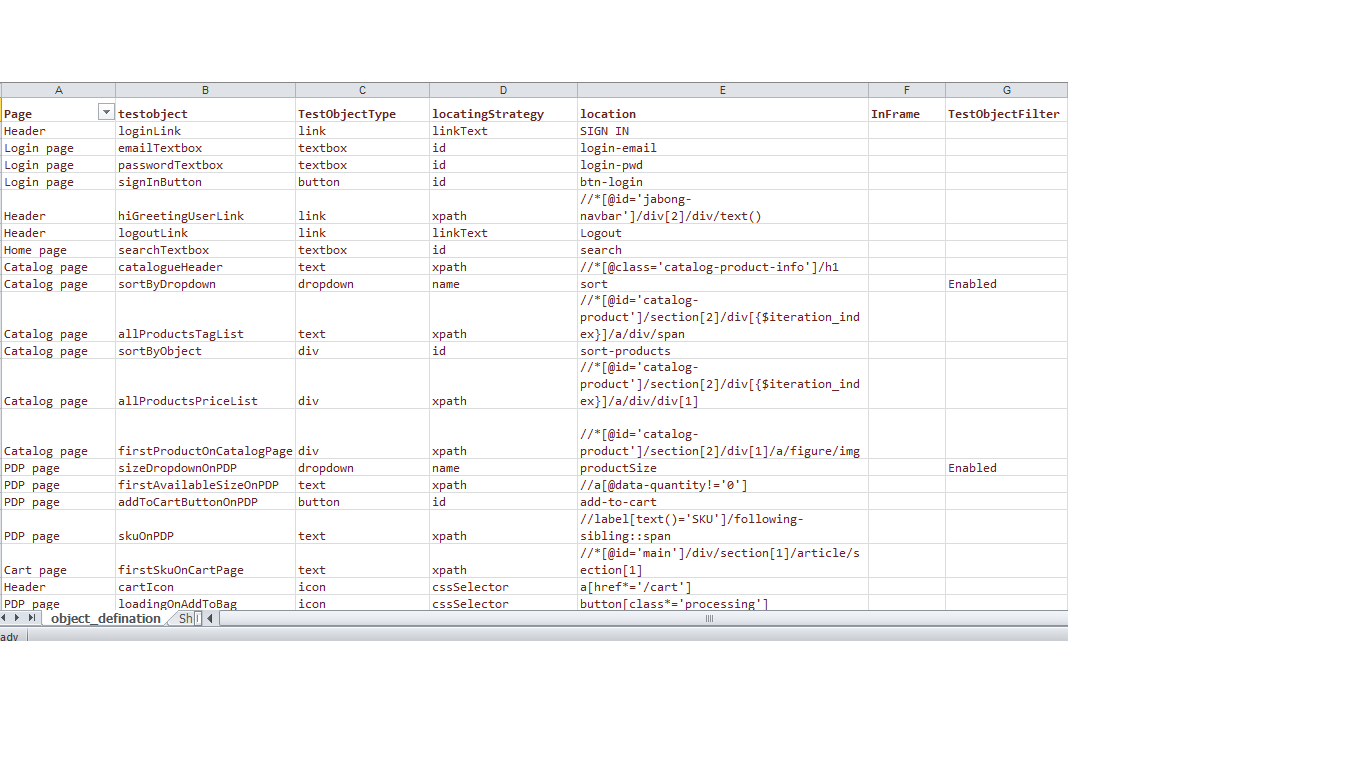 A B C D E F G
Page testobject TestObjectType locatingStrategy location InFrame TestObjectFilter
Header loginLink link linkText SIGN IN
Login page emailTextbox textbox id login-email
Login page passwordTextbox textbox id login-pwd
Login page signInButton button id btn-login
//*[@id='jabong-
Header hiGreetingUserLink link xpath navbar']/div[2]/div/text()
Header logoutLink link linkText Logout
Home page searchTextbox textbox id search
Catalog page catalogueHeader text xpath //*[@class='catalog-product-info']/h1
Catalog page sortByDropdown dropdown name sort Enabled
//*[@id='catalog-
product']/section[2]/div[{$iteration_ind
Catalog page allProductsTagList text xpath ex}]/a/div/span
Catalog page sortByObject div id sort-products
//*[@id='catalog-
product']/section[2]/div[{$iteration_ind
Catalog page allProductsPriceList div xpath ex}]/a/div/div[1]
//*[@id='catalog-
Catalog page firstProductOnCatalogPage div xpath product']/section[2]/div[1]/a/figure/img
PDP page sizeDropdownOnPDP dropdown name productSize Enabled
PDP page firstAvailableSizeOnPDP text xpath //a[@data-quantity!='0']
PDP page addToCartButtonOnPDP button id add-to-cart
//label[text()='SKU']/following-
PDP page skuOnPDP text xpath sibling::span
//*[@id='main']/div/section[1]/article/s
Cart page firstSkuOnCartPage text xpath ection[1]
Header cartIcon icon cssSelector a[href*='/cart']
PDP page loadingOnAddToBag icon cssSelector button[class*='processing']
object_defination Sh
ady